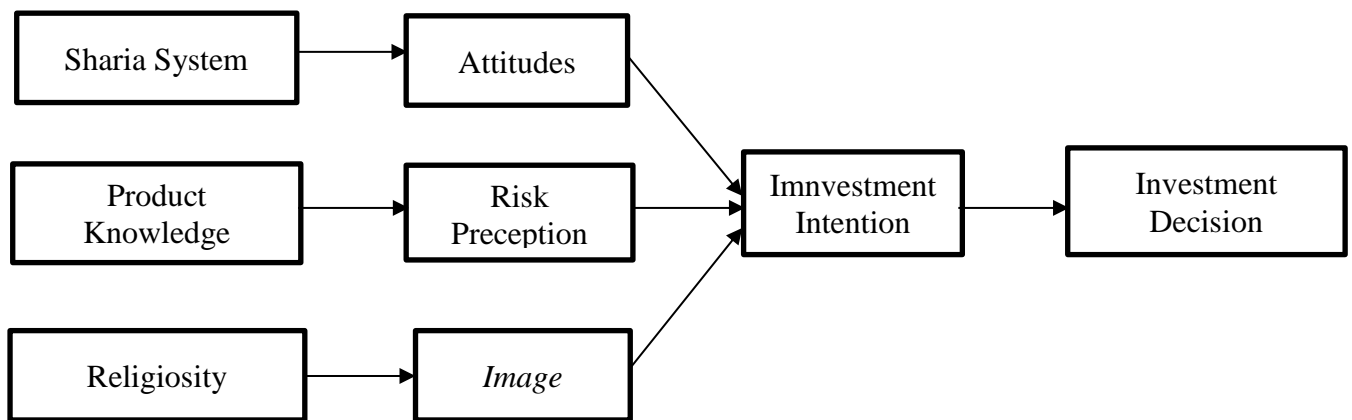 Sharia System
Attitudes
Product
Knowledge
Risk
Preception
Imnvestment
Intention
Investment
Decision
Religiosity
Image